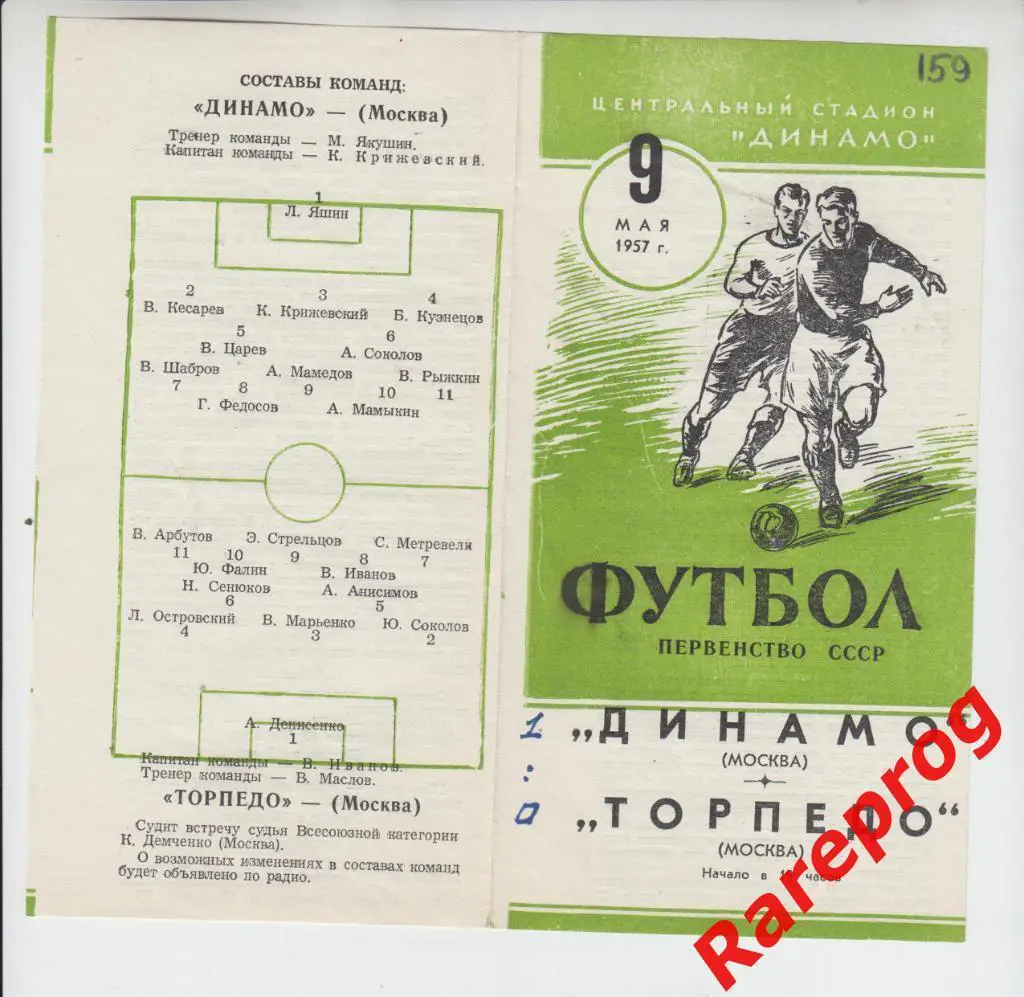 СОСТАВЫ КОМАНД:
«ДИНАМО» — (Москва)
Тренер команды — М. Якушин.
Капитан команды — К. Крижевский.
1
Л. Яшин
2 3 4
В. Кесарев К. Крижевский Б. Кузнецов
5 6
В. Царев А. Соколов
В. Шабров А. Мамедов В. Рыжкин
7 8 9 10 11
Г. Федосов А. Мамыкин
В. Арбутов Э. Стрельцов С. Метревели
11 10 9 8 7
Ю. Фалин В. Иванов
Н. Сенюков А. Анисимов
6 5
Л. Островский В. Марьенко Ю. Соколов
4 3 2
А. Денисенко
1
Капитан команды — В. Иванов.
Тренер команды — В. Маслов.
«ТОРПЕДО» — (Москва)
Судит встречу судья Всесоюзной категории
К. Демченко (Москва).
О возможных изменениях в составах команд
будет объявлено по радио.
159
ЦЕНТРАЛЬНЫЙ СТАДИОН
„ДИНАМО"
9
МАЯ
1957 г.
ФУТБОЛ
ПЕРВЕНСТВО СССР
1 „ДИНАМО"
(МОСКВА)
:
0 „ТОРПЕДО"
(МОСКВА)
Начало в часов
Rareprog